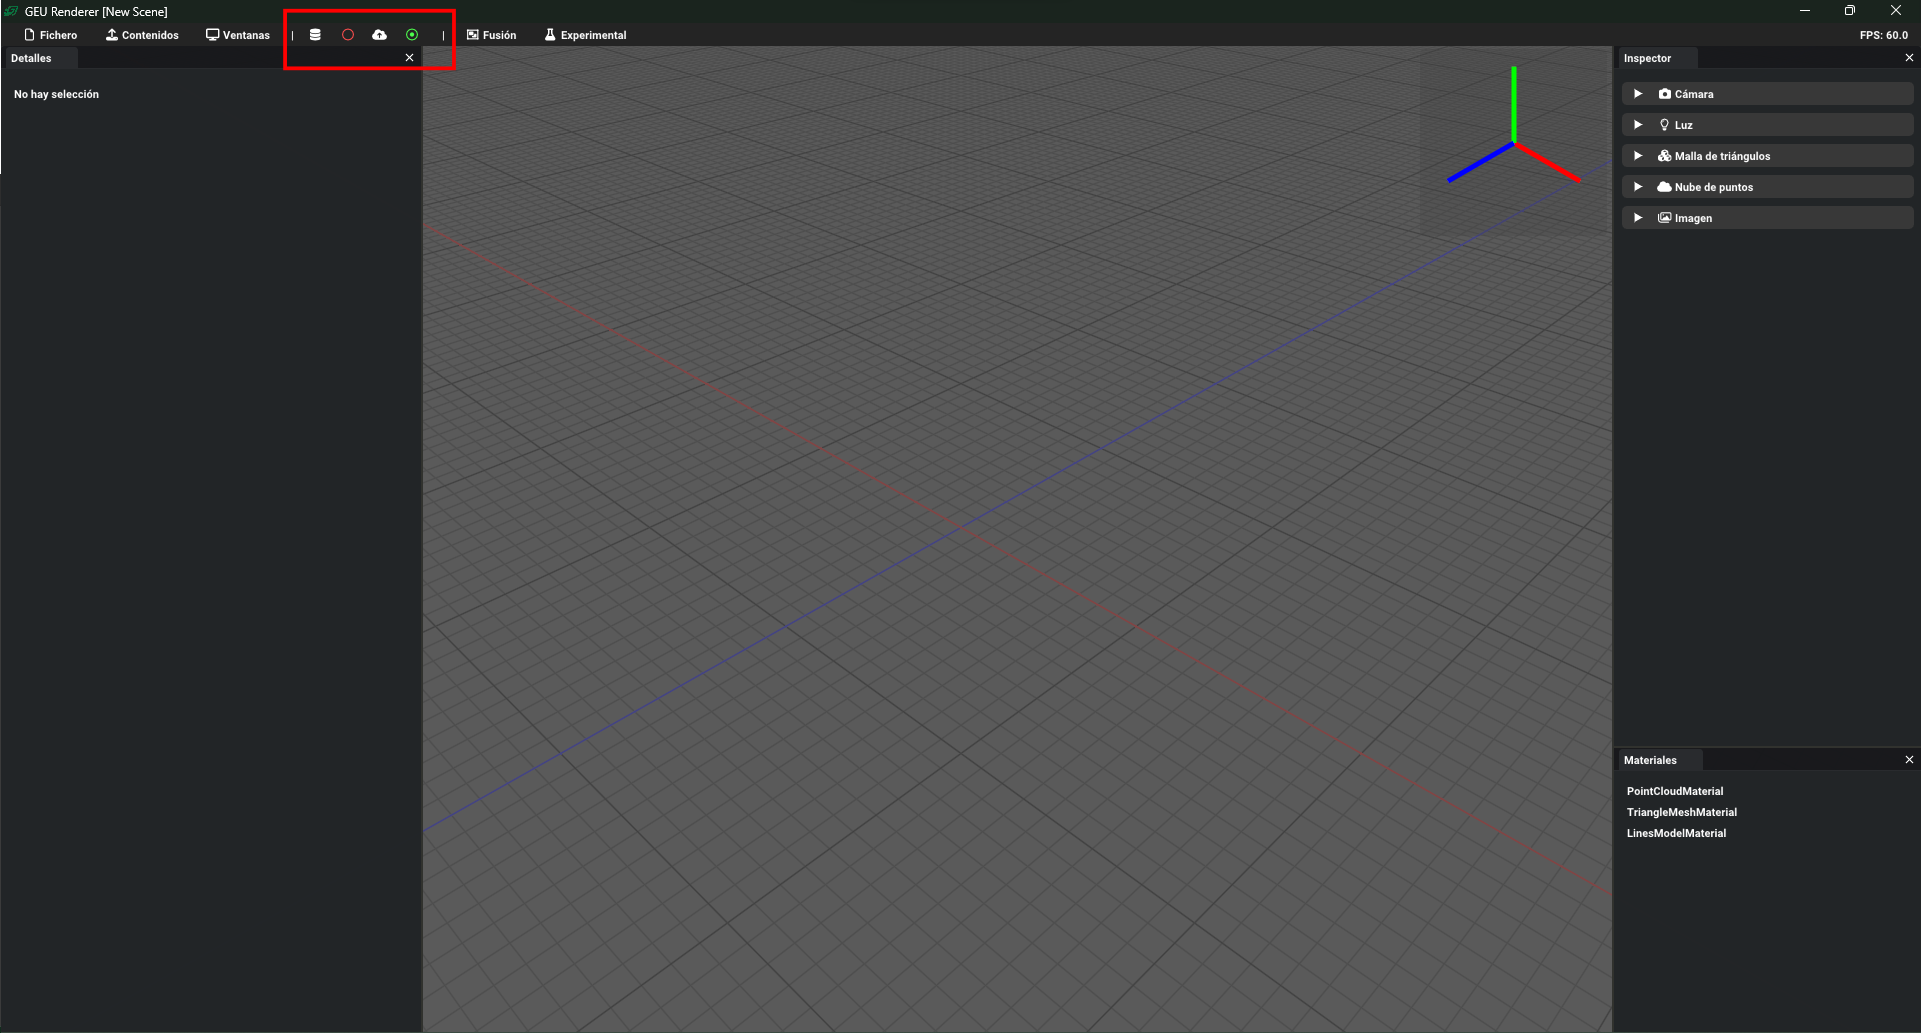 GEU Renderer [New Scene]
Fichero Contenidos Ventanas | | Fusión Experimental FPS: 60.0
Detalles
No hay selección
Inspector
Cámara
Luz
Malla de triángulos
Nube de puntos
Imagen
Materiales
PointCloudMaterial
TriangleMeshMaterial
LinesModelMaterial